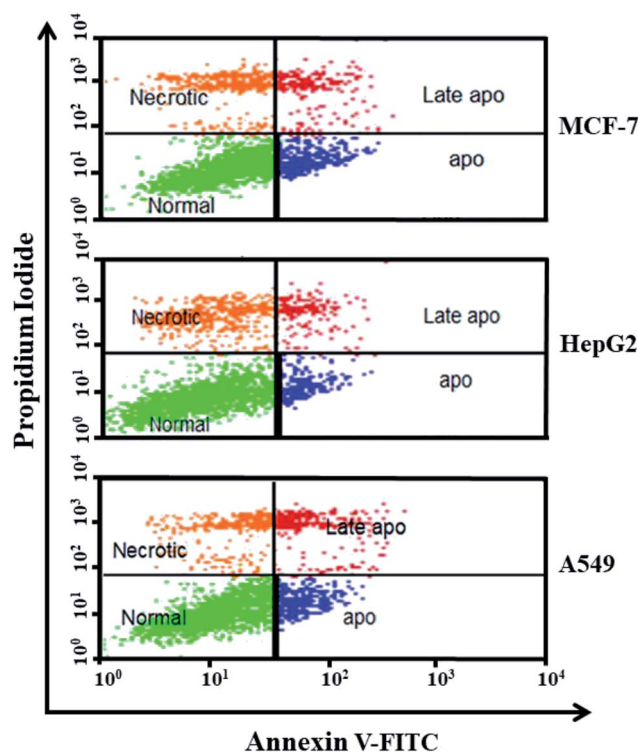 10⁴
10³
10²
10¹
10⁰
Necrotic
Late apo
Normal
apo
MCF-7
10⁴
10³
10²
10¹
10⁰
Necrotic
Late apo
Normal
apo
HepG2
10⁴
10³
10²
10¹
10⁰
Necrotic
Late apo
Normal
apo
A549
10⁰ 10¹ 10² 10³ 10⁴
Propidium Iodide
Annexin V-FITC